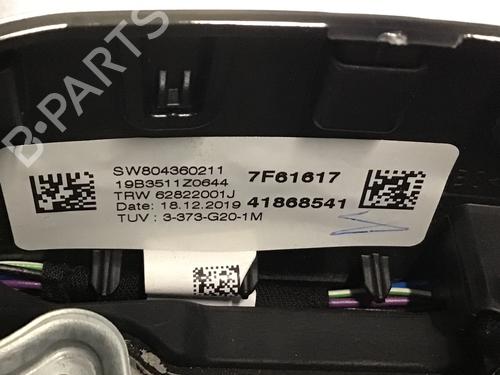 B-PARTS
SW804360211
19B3511Z0644
TRW 62822001J
Date: 18.12.2019
TUV : 3-373-G20-1M
7F61617
41868541